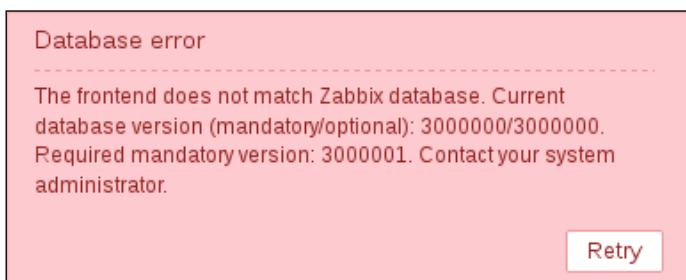 Database error
The frontend does not match Zabbix database. Current
database version (mandatory/optional): 3000000/3000000.
Required mandatory version: 3000001. Contact your system
administrator.
Retry